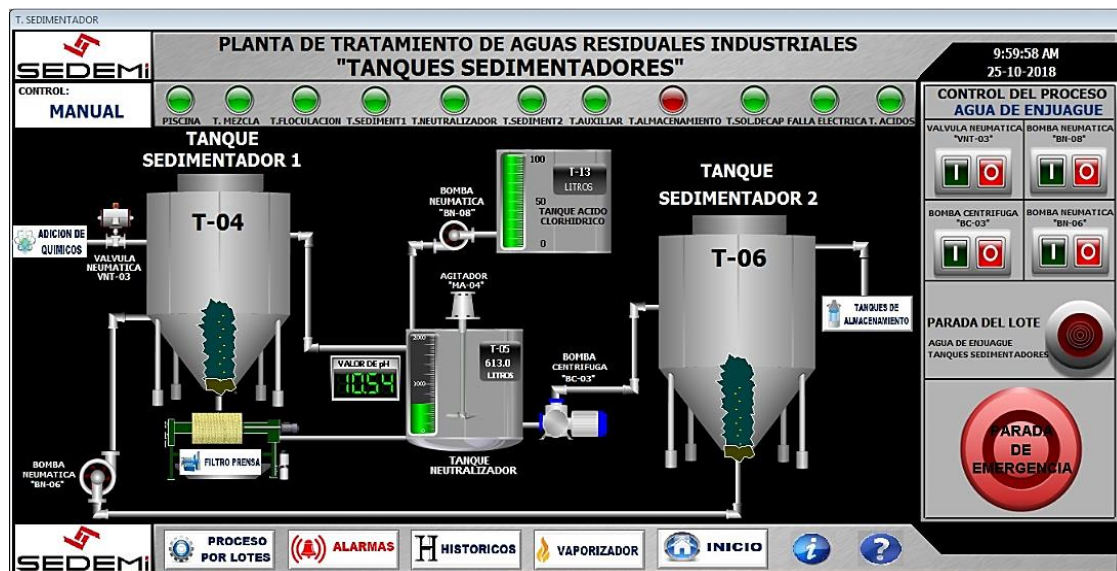 T. SEDIMENTADOR
SEDEMi
PLANTA DE TRATAMIENTO DE AGUAS RESIDUALES INDUSTRIALES
"TANQUES SEDIMENTADORES"
9:59:58 AM
25-10-2018
CONTROL:
MANUAL
PISCINA
T. MEZCLA
T.FLOCULACION
T.SEDIMENT1
T.NEUTRALIZADOR
T.SEDIMENT2
T.AUXILIAR
T.ALMACENAMIENTO
T.SOL.DECAP
FALLA ELECTRICA
T. ACIDOS
CONTROL DEL PROCESO
AGUA DE ENJUAGUE
VALVULA NEUMATICA
"VNT-03"
BOMBA NEUMATICA
"BN-08"
I O
I O
BOMBA CENTRIFUGA
"BC-03"
BOMBA NEUMATICA
"BN-06"
I O
I O
PARADA DEL LOTE
AGUA DE ENJUAGUE
TANQUES SEDIMENTADORES
PARADA
DE
EMERGENCIA
TANQUE
SEDIMENTADOR 1
T-04
ADICION DE
QUIMICOS
VALVULA
NEUMATICA
VNT-03
BOMBA
NEUMATICA
"BN-08"
100
50
0
T-13
LITROS
TANQUE ACIDO
CLORHIDRICO
TANQUE
SEDIMENTADOR 2
T-06
AGITADOR
"MA-04"
TANQUES DE
ALMACENAMIENTO
VALOR DE pH
10.54
2000
1000
0
T-05
613.0
LITROS
BOMBA
CENTRIFUGA
"BC-03"
TANQUE
NEUTRALIZADOR
FILTRO PRENSA
BOMBA
NEUMATICA
"BN-06"
SEDEMi
PROCESO
POR LOTES
ALARMAS
H HISTORICOS
VAPORIZADOR
INICIO
i
?